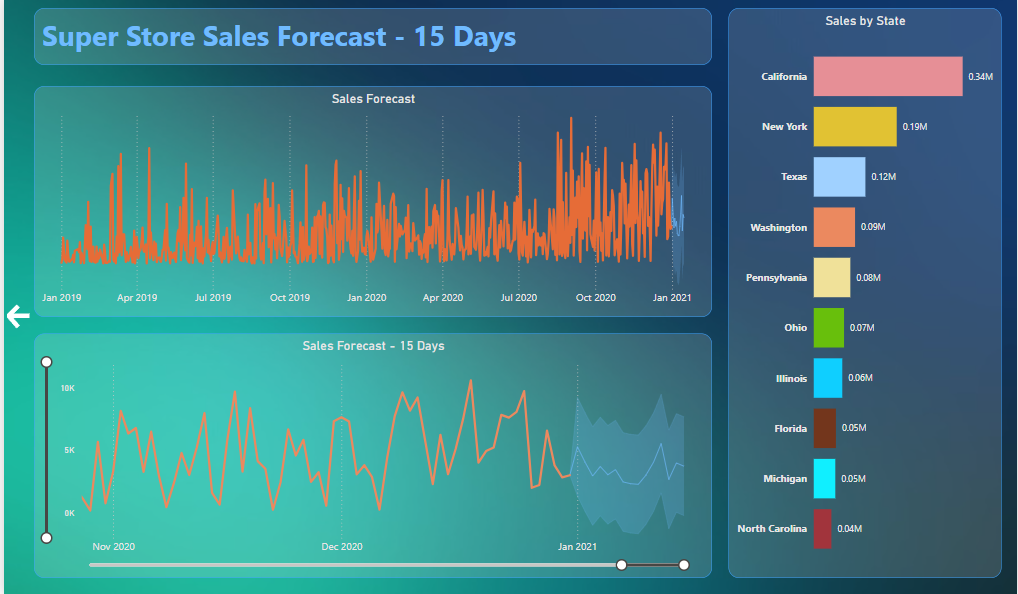 Super Store Sales Forecast - 15 Days
Sales Forecast
Jan 2019 Apr 2019 Jul 2019 Oct 2019 Jan 2020 Apr 2020 Jul 2020 Oct 2020 Jan 2021
Sales Forecast - 15 Days
10K
5K
0K
Nov 2020 Dec 2020 Jan 2021
Sales by State
California 0.34M
New York 0.19M
Texas 0.12M
Washington 0.09M
Pennsylvania 0.08M
Ohio 0.07M
Illinois 0.06M
Florida 0.05M
Michigan 0.05M
North Carolina 0.04M